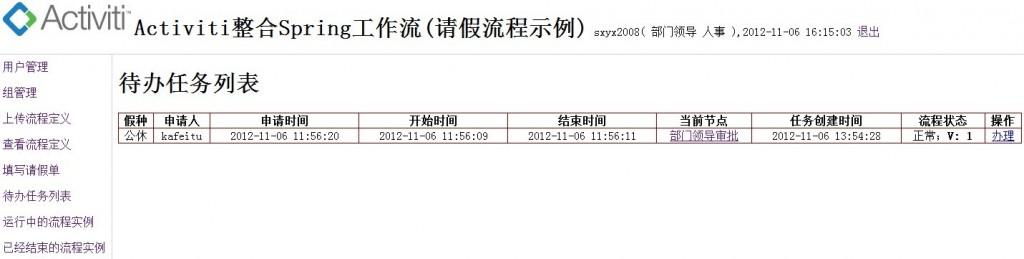 Activiti
Activiti整合Spring工作流(请假流程示例) sxyx2008( 部门领导 人事 ),2012-11-06 16:15:03 退出
用户管理
组管理
上传流程定义
查看流程定义
填写请假单
待办任务列表
运行中的流程实例
已经结束的流程实例
待办任务列表
假种 申请人 申请时间 开始时间 结束时间 当前节点 任务创建时间 流程状态 操作
公休 kafeitu 2012-11-06 11:56:20 2012-11-06 11:56:09 2012-11-06 11:56:11 部门领导审批 2012-11-06 13:54:28 正常; V: 1 办理